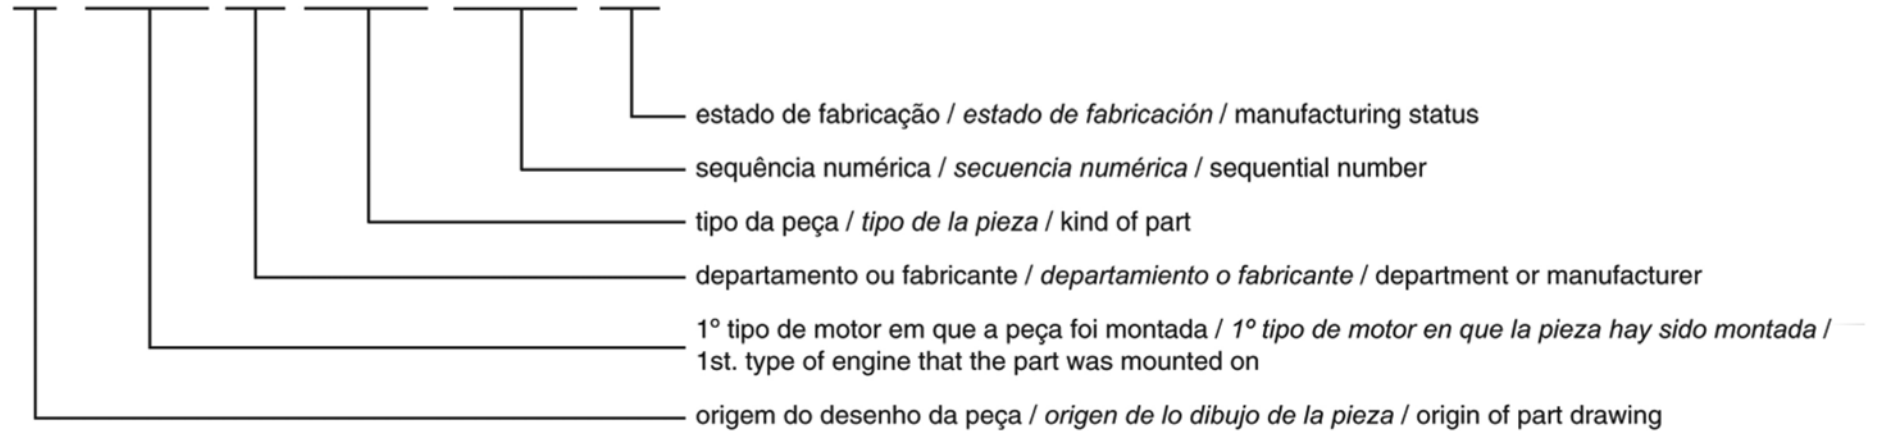 estado de fabricação / estado de fabricación / manufacturing status
sequência numérica / secuencia numérica / sequential number
tipo da peça / tipo de la pieza / kind of part
departamento ou fabricante / departamiento o fabricante / department or manufacturer
1º tipo de motor em que a peça foi montada / 1º tipo de motor en que la pieza hay sido montada /
1st. type of engine that the part was mounted on
origem do desenho da peça / origen de lo dibujo de la pieza / origin of part drawing